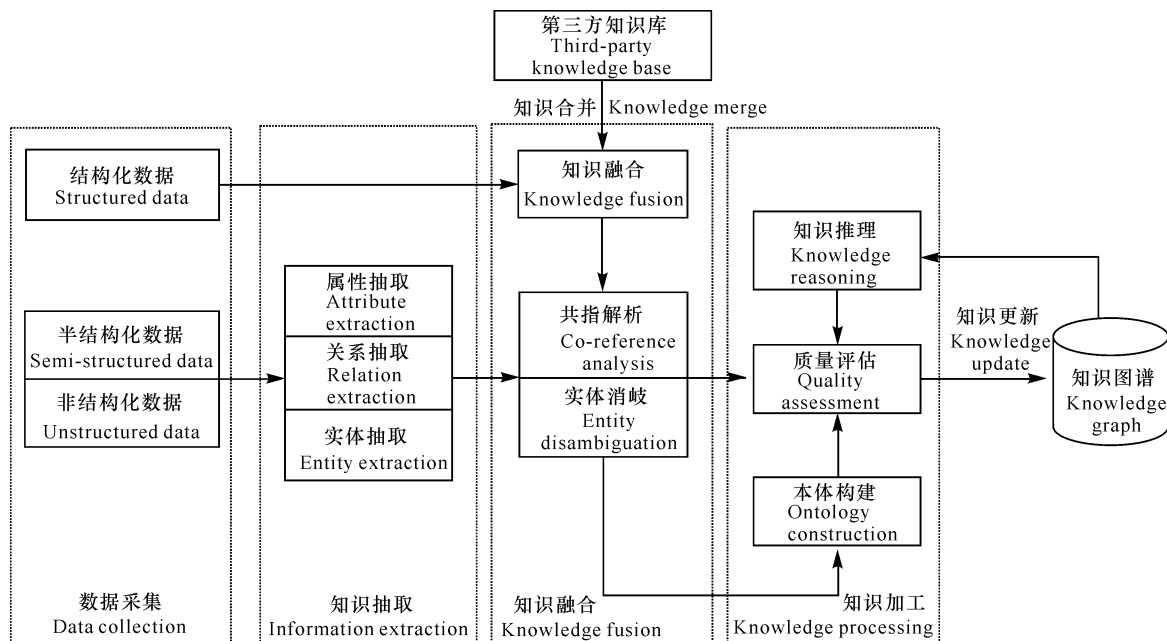 第三方知识库
Third-party
knowledge base
知识合并 Knowledge merge
结构化数据
Structured data
半结构化数据
Semi-structured data
非结构化数据
Unstructured data
数据采集
Data collection
属性抽取
Attribute
extraction
关系抽取
Relation
extraction
实体抽取
Entity extraction
知识抽取
Information extraction
知识融合
Knowledge fusion
共指解析
Co-reference
analysis
实体消岐
Entity
disambiguation
知识融合
Knowledge fusion
知识推理
Knowledge
reasoning
质量评估
Quality
assessment
本体构建
Ontology
construction
知识加工
Knowledge processing
知识更新
Knowledge
update
知识图谱
Knowledge
graph